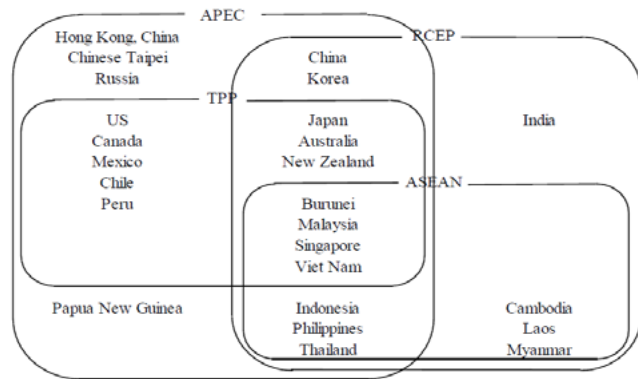 APEC
Hong Kong, China
RCEP
Chinese Taipei
China
Russia
Korea
TPP
US
Japan
India
Canada
Australia
Mexico
New Zealand
Chile
ASEAN
Peru
Burunei
Malaysia
Singapore
Viet Nam
Papua New Guinea
Indonesia
Cambodia
Philippines
Laos
Thailand
Myanmar